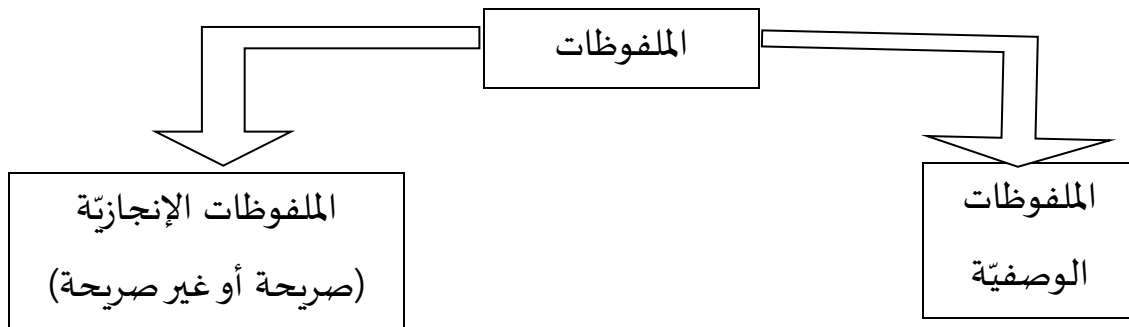 الملفوظات
الملفوظات
الوصفيّة
الملفوظات الإنجازيّة
(صريحة أو غير صريحة)